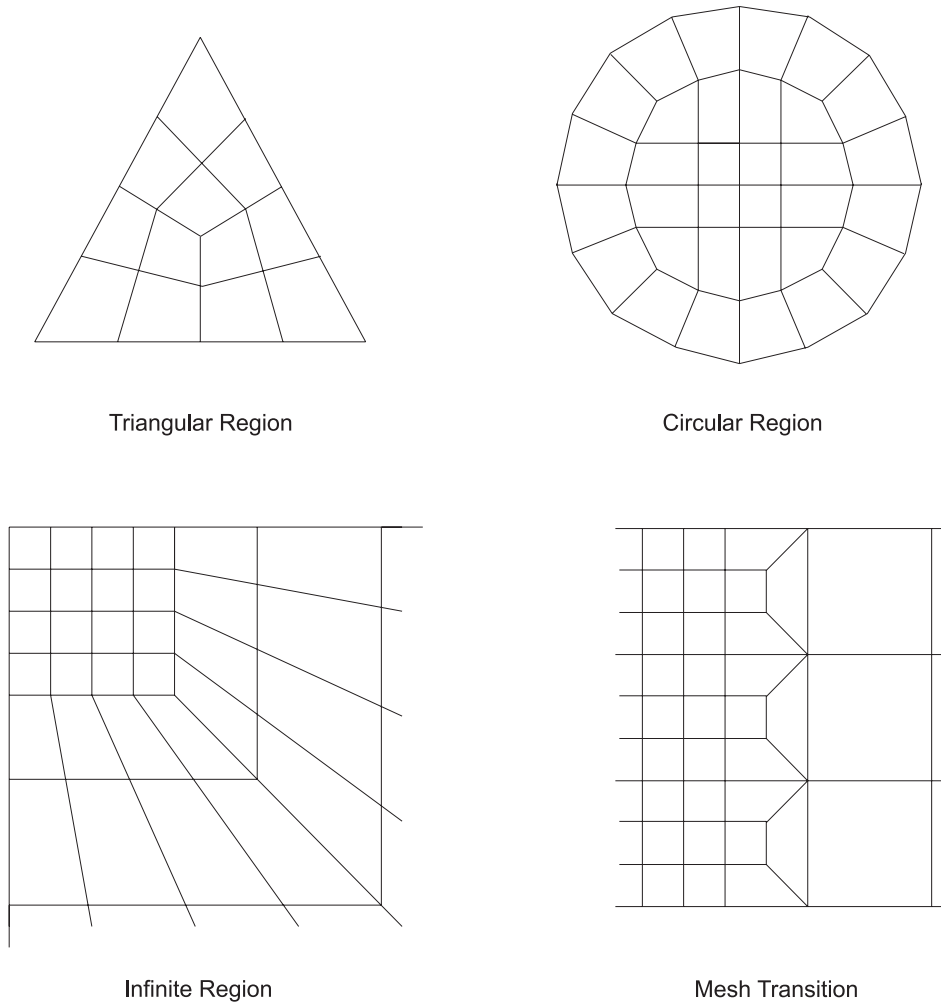 Triangular Region
Circular Region
Infinite Region
Mesh Transition